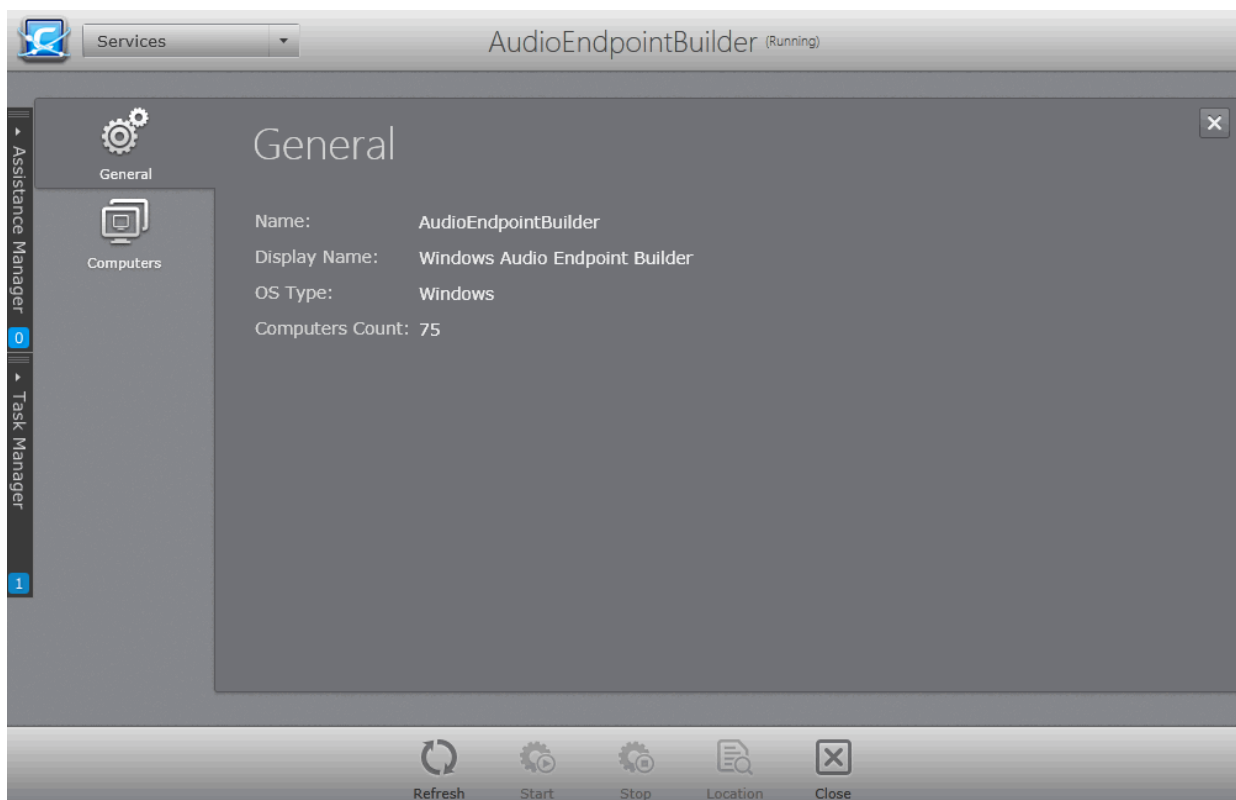 Services
AudioEndpointBuilder (Running)
Assistance Manager
0
Task Manager
1
General
Computers
General
Name: AudioEndpointBuilder
Display Name: Windows Audio Endpoint Builder
OS Type: Windows
Computers Count: 75
Refresh Start Stop Location Close